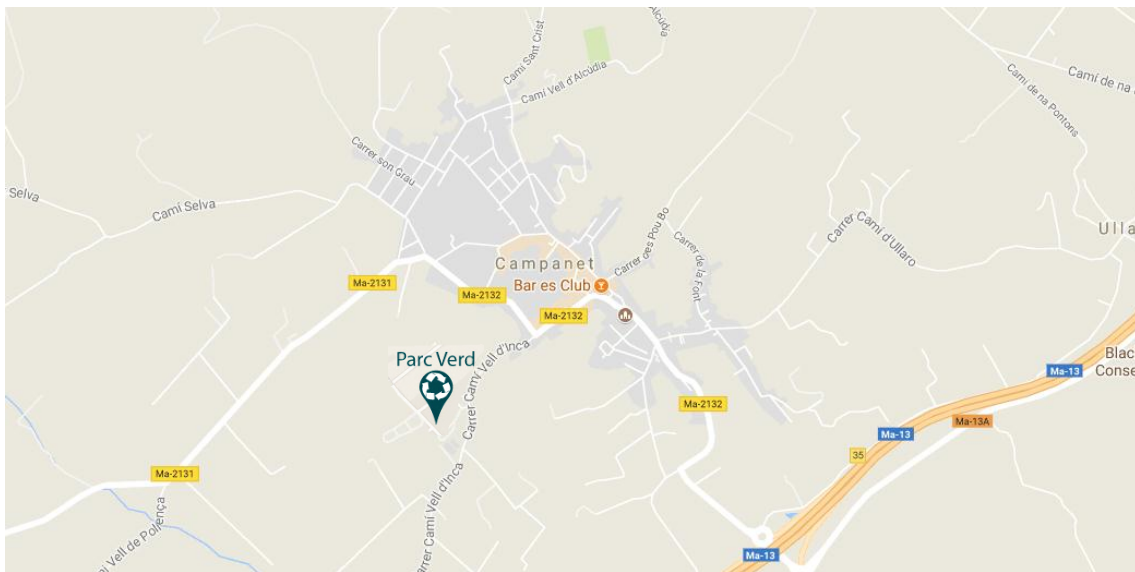 Camí Sant Crist
Camí Vell d'Alcúdia
Alcúdia
Camí de na
Camí de na Pontons
Carrer son Grau
Selva
Camí Selva
Carrer Camí d'Ullaro
Ulla
Carrer des Pou Bo
Carrer de la Font
Campanet
Bar es Club
Ma-2131
Ma-2132
Ma-2132
Carrer Camí Vell d'Inca
Parc Verd
Blac
Conse
Ma-13
Ma-2132
Ma-13A
Ma-13
35
Ma-2131
Carrer Camí Vell d'Inca
í Vell de Pollença
Ma-13